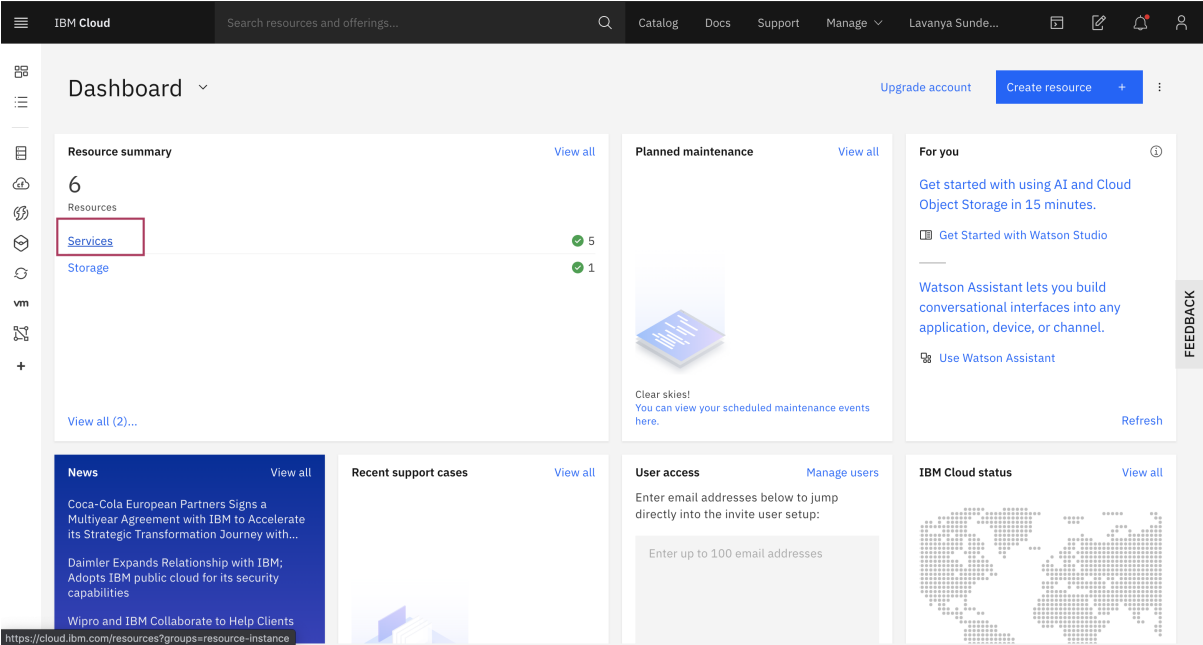 IBM Cloud
Search resources and offerings...
Catalog
Docs
Support
Manage
Lavanya Sunde...
Dashboard
Upgrade account
Create resource +
Resource summary
View all
6
Resources
Services
5
Storage
1
View all (2)...
Planned maintenance
View all
Clear skies!
You can view your scheduled maintenance events
here.
For you
Get started with using AI and Cloud
Object Storage in 15 minutes.
Get Started with Watson Studio
Watson Assistant lets you build
conversational interfaces into any
application, device, or channel.
Use Watson Assistant
Refresh
FEEDBACK
vm
News
View all
Coca-Cola European Partners Signs a
Multiyear Agreement with IBM to Accelerate
its Strategic Transformation Journey with...
Daimler Expands Relationship with IBM;
Adopts IBM public cloud for its security
capabilities
Wipro and IBM Collaborate to Help Clients
Recent support cases
View all
User access
Manage users
Enter email addresses below to jump
directly into the invite user setup:
Enter up to 100 email addresses
IBM Cloud status
View all
https://cloud.ibm.com/resources?groups=resource-instance